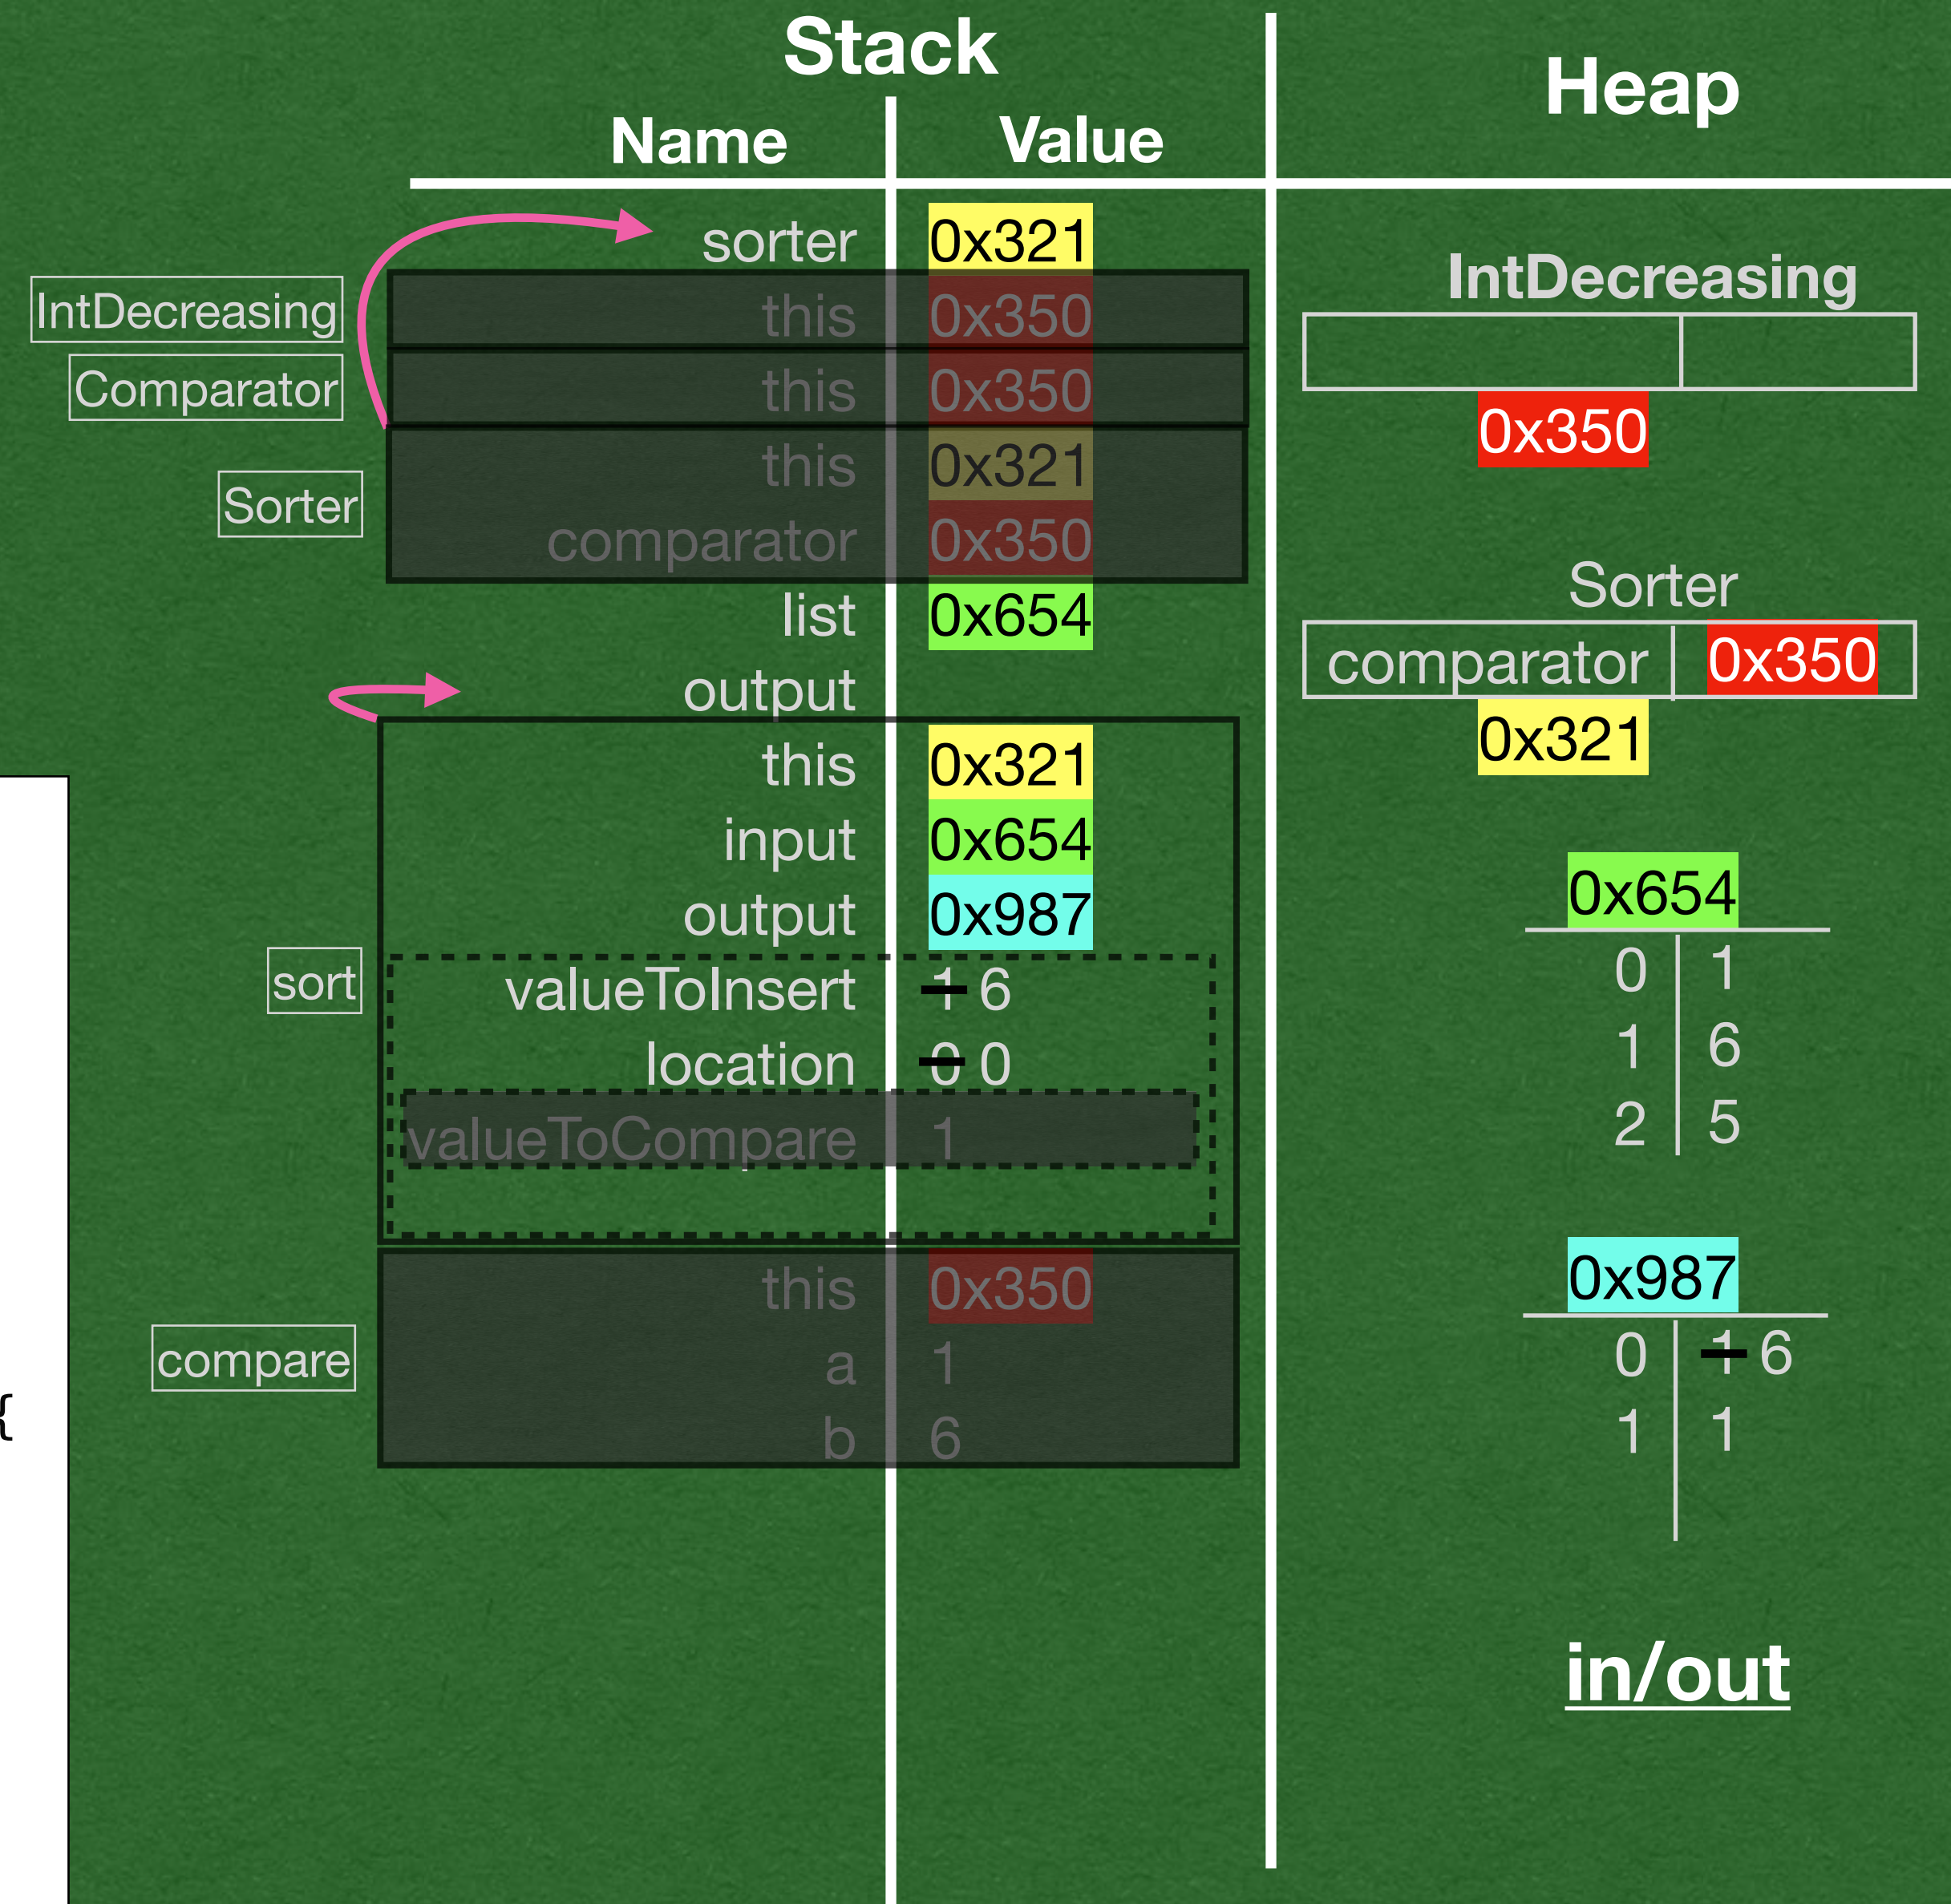 Stack
Heap
Name Value
sorter 0x321
IntDecreasing this 0x350
Comparator this 0x350
this 0x321
Sorter
comparator 0x350
list 0x654
output
this 0x321
input 0x654
output 0x987
sort
valueToInsert 1 6
location 0 0
valueToCompare 1
this 0x350
compare
a 1
b 6
{
IntDecreasing
0x350
Sorter
comparator 0x350
0x321
0x654
0 1
1 6
2 5
0x987
0 1 6
1 1
in/out